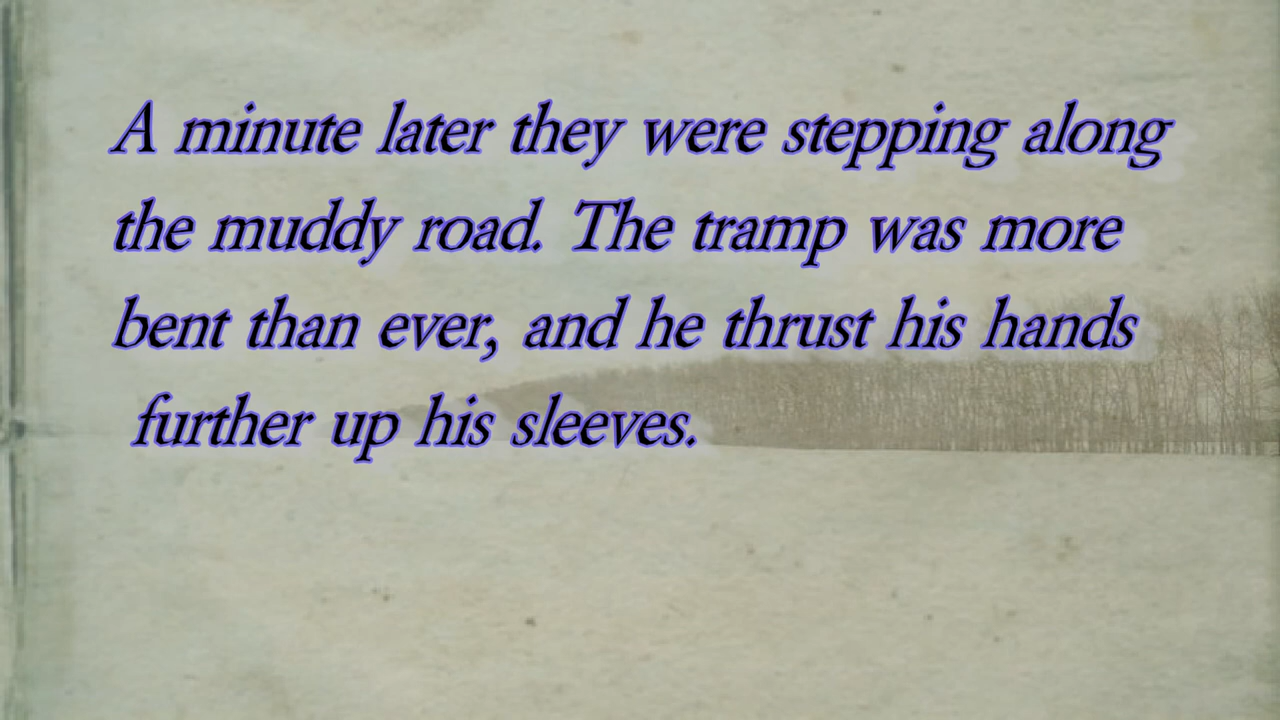 A minute later they were stepping along
the muddy road. The tramp was more
bent than ever, and he thrust his hands
further up his sleeves.